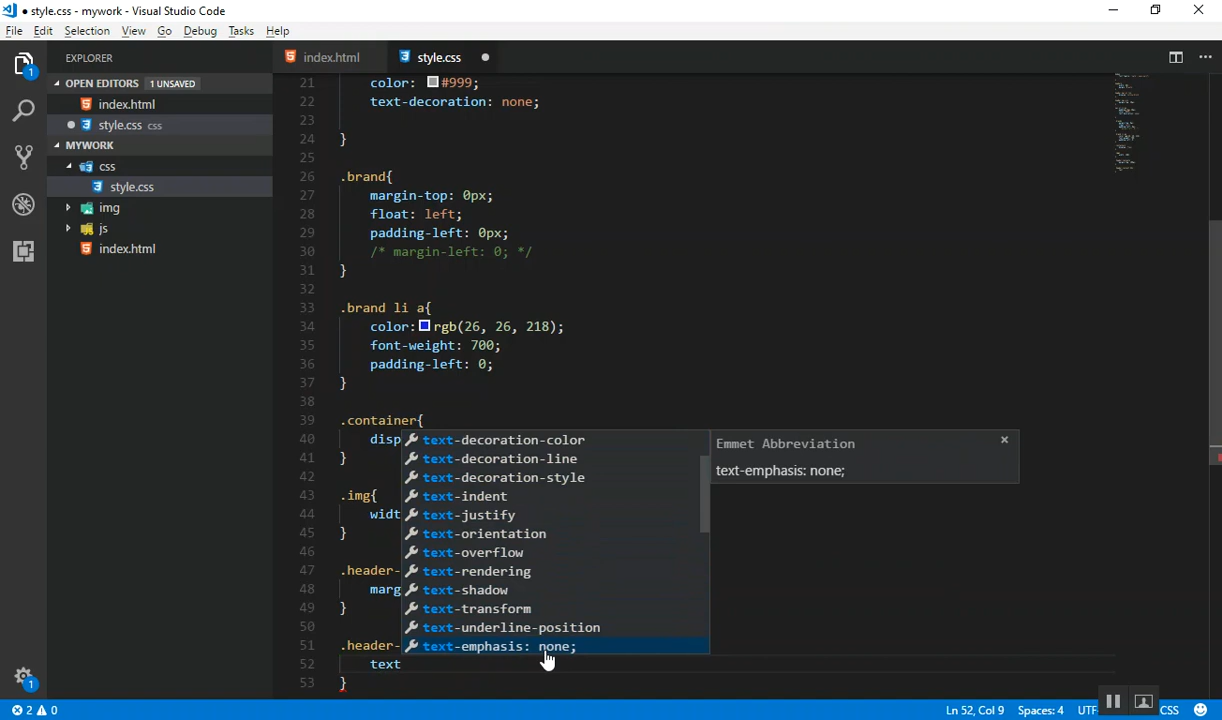 ● style.css - mywork - Visual Studio Code
File Edit Selection View Go Debug Tasks Help
EXPLORER
index.html style.css
OPEN EDITORS 1 UNSAVED
index.html
style.css css
MYWORK
css
style.css
img
js
index.html
1
1
21 color: #999;
22 text-decoration: none;
23
24 }
25
26 .brand{
27 margin-top: 0px;
28 float: left;
29 padding-left: 0px;
30 /* margin-left: 0; */
31 }
32
33 .brand li a{
34 color: rgb(26, 26, 218);
35 font-weight: 700;
36 padding-left: 0;
37 }
38
39 .container{
40 disp
41 }
42
43 .img{
44 widt
45 }
46
47 .header-
48 marg
49 }
50
51 .header-
52 text
53 }
text-decoration-color
text-decoration-line
text-decoration-style
text-indent
text-justify
text-orientation
text-overflow
text-rendering
text-shadow
text-transform
text-underline-position
text-emphasis: none;
Emmet Abbreviation ×
text-emphasis: none;
2 0 Ln 52, Col 9 Spaces: 4 UTF- CSS